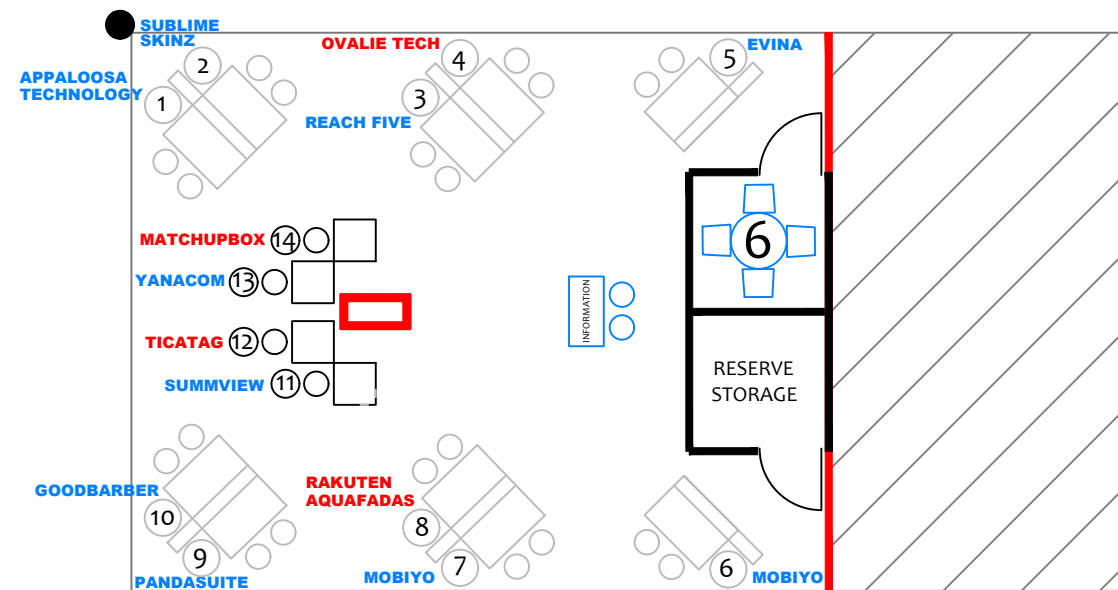 SUBLIME
SKINZ
OVALIE TECH
4
EVINA
5
2
APPALOOSA
TECHNOLOGY
1
3
REACH FIVE
MATCHUPBOX 14
6
YANACOM 13
INFORMATION
TICATAG 12
SUMMVIEW 11
RESERVE
STORAGE
GOODBARBER
RAKUTEN
AQUAFADAS
10
8
9
7
6
PANDASUITE
MOBIYO
MOBIYO